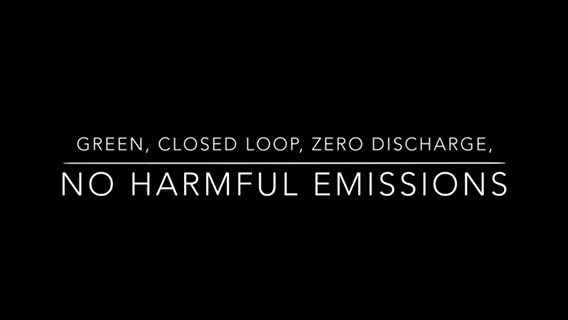 GREEN, CLOSED LOOP, ZERO DISCHARGE,
NO HARMFUL EMISSIONS